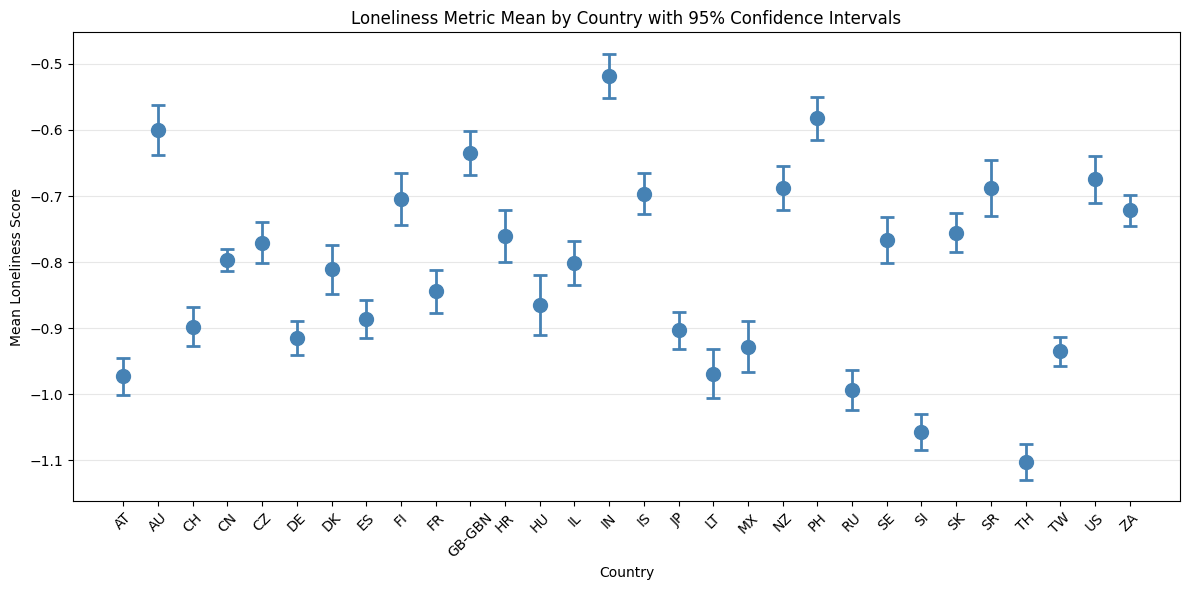 Loneliness Metric Mean by Country with 95% Confidence Intervals
Mean Loneliness Score
−0.5
−0.6
−0.7
−0.8
−0.9
−1.0
−1.1
AT
AU
CH
CN
CZ
DE
DK
ES
FI
FR
GB-GBN
HR
HU
IL
IN
IS
JP
LT
MX
NZ
PH
RU
SE
SI
SK
SR
TH
TW
US
ZA
Country